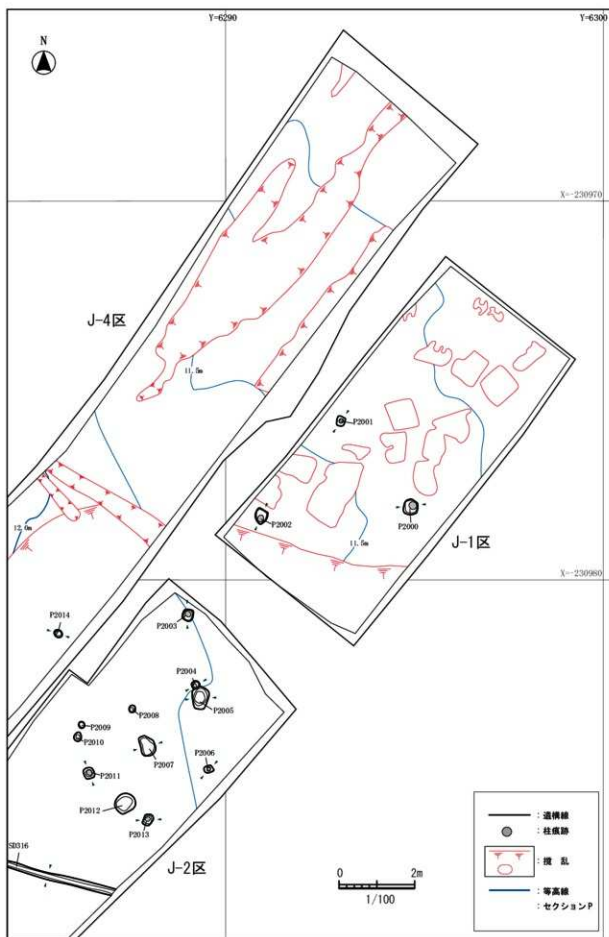 Y=6290
Y=6300
N
X=-230970
J-4区
11.5m
P2001
P2002
P2000
12.0m
11.5m
J-1区
X=-230980
P2014
P2003
P2004
P2005
P2008
P2009
P2010
P2007
P2006
P2011
P2012
P2013
SD316
J-2区
0 2m
1/100
：遺構線
：柱痕跡
：撹 乱
：等高線
：セクションP